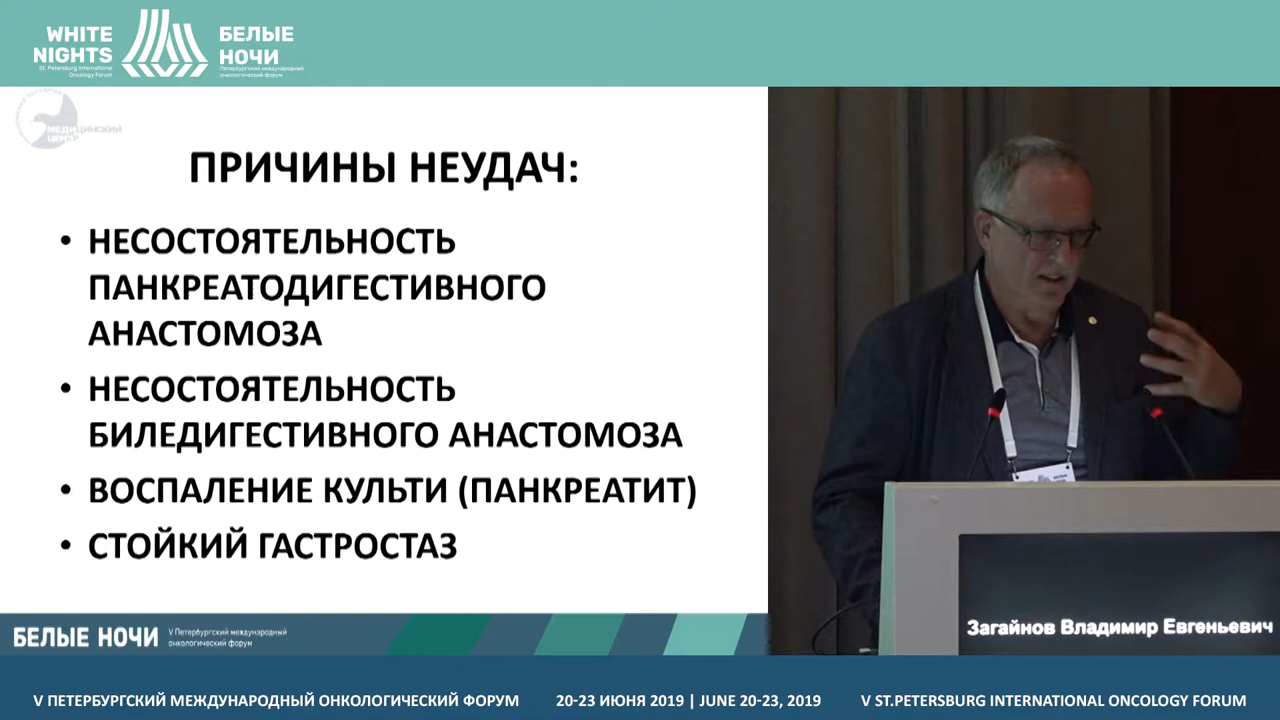 WHITE
NIGHTS
St. Petersburg International
Oncology Forum
БЕЛЫЕ
НОЧИ
Петербургский международный
онкологический форум
МЕДИЦИНСКИЙ
ЦЕНТР
ПРИЧИНЫ НЕУДАЧ:
• НЕСОСТОЯТЕЛЬНОСТЬ
ПАНКРЕАТОДИГЕСТИВНОГО
АНАСТОМОЗА
• НЕСОСТОЯТЕЛЬНОСТЬ
БИЛЕДИГЕСТИВНОГО АНАСТОМОЗА
• ВОСПАЛЕНИЕ КУЛЬТИ (ПАНКРЕАТИТ)
• СТОЙКИЙ ГАСТРОСТАЗ
БЕЛЫЕ НОЧИ
V Петербургский международный
онкологический форум
Загайнов Владимир Евгеньевич
V ПЕТЕРБУРГСКИЙ МЕЖДУНАРОДНЫЙ ОНКОЛОГИЧЕСКИЙ ФОРУМ 20-23 ИЮНЯ 2019 | JUNE 20-23, 2019 V ST.PETERSBURG INTERNATIONAL ONCOLOGY FORUM